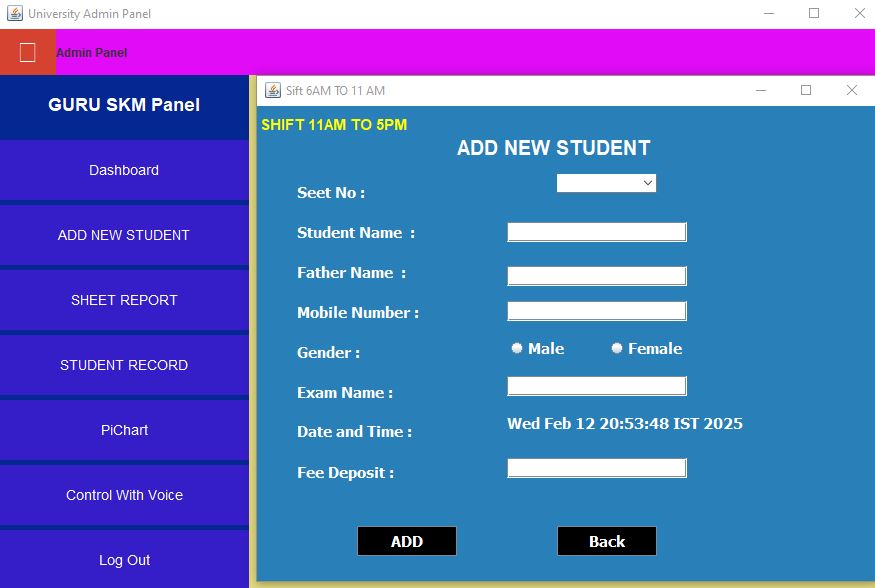 University Admin Panel
Admin Panel
GURU SKM Panel
Dashboard
ADD NEW STUDENT
SHEET REPORT
STUDENT RECORD
PiChart
Control With Voice
Log Out
Sift 6AM TO 11 AM
SHIFT 11AM TO 5PM
ADD NEW STUDENT
Seet No :
Student Name :
Father Name :
Mobile Number :
Gender : Male Female
Exam Name :
Date and Time : Wed Feb 12 20:53:48 IST 2025
Fee Deposit :
ADD Back